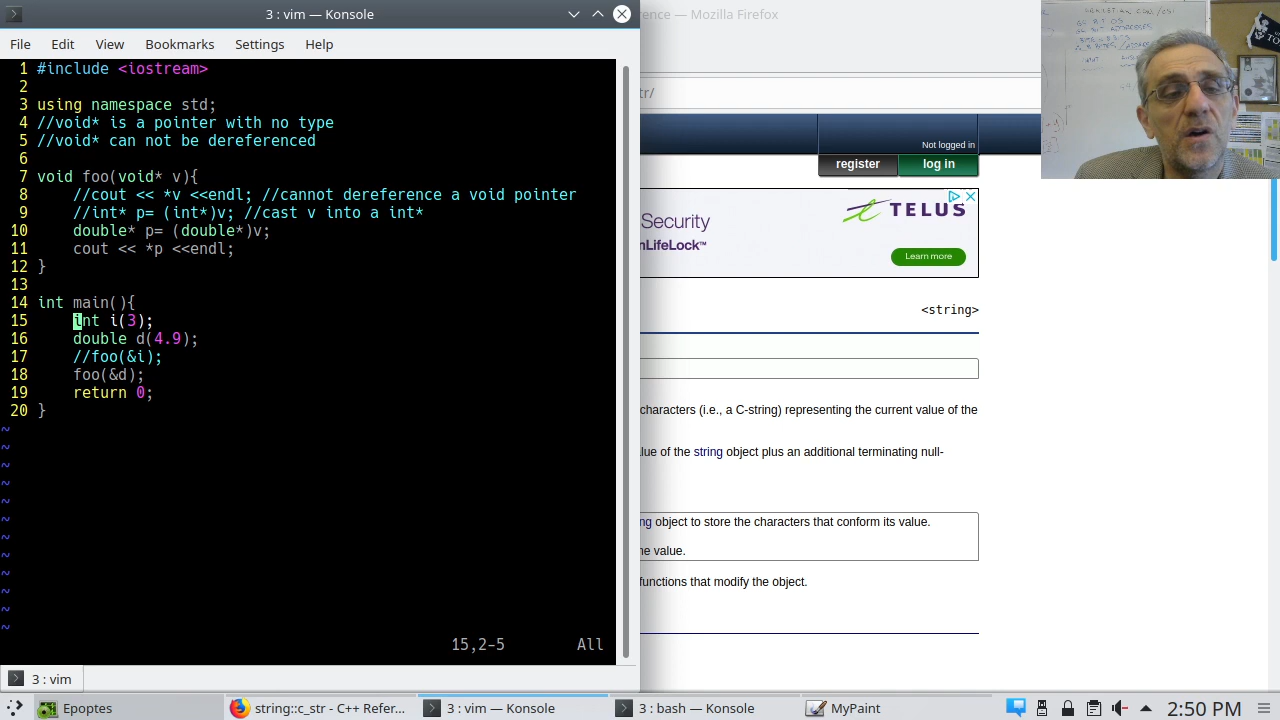 3 : vim — Konsole
File Edit View Bookmarks Settings Help
1 #include <iostream>
2
3 using namespace std;
4 //void* is a pointer with no type
5 //void* can not be dereferenced
6
7 void foo(void* v){
8 //cout << *v <<endl; //cannot dereference a void pointer
9 //int* p= (int*)v; //cast v into a int*
10 double* p= (double*)v;
11 cout << *p <<endl;
12 }
13
14 int main(){
15 int i(3);
16 double d(4.9);
17 //foo(&i);
18 foo(&d);
19 return 0;
20 }
~
~
~
~
~
~
~
~
~
~
~
~
15,2-5 All
3 : vim
rence — Mozilla Firefox
tr/
Not logged in
register log in
Security
nLifeLock™
TELUS
Learn more
<string>
characters (i.e., a C-string) representing the current value of the
lue of the string object plus an additional terminating null-
ng object to store the characters that conform its value.
he value.
functions that modify the object.
Epoptes
string::c_str - C++ Refer...
3 : vim — Konsole
3 : bash — Konsole
MyPaint
2:50 PM